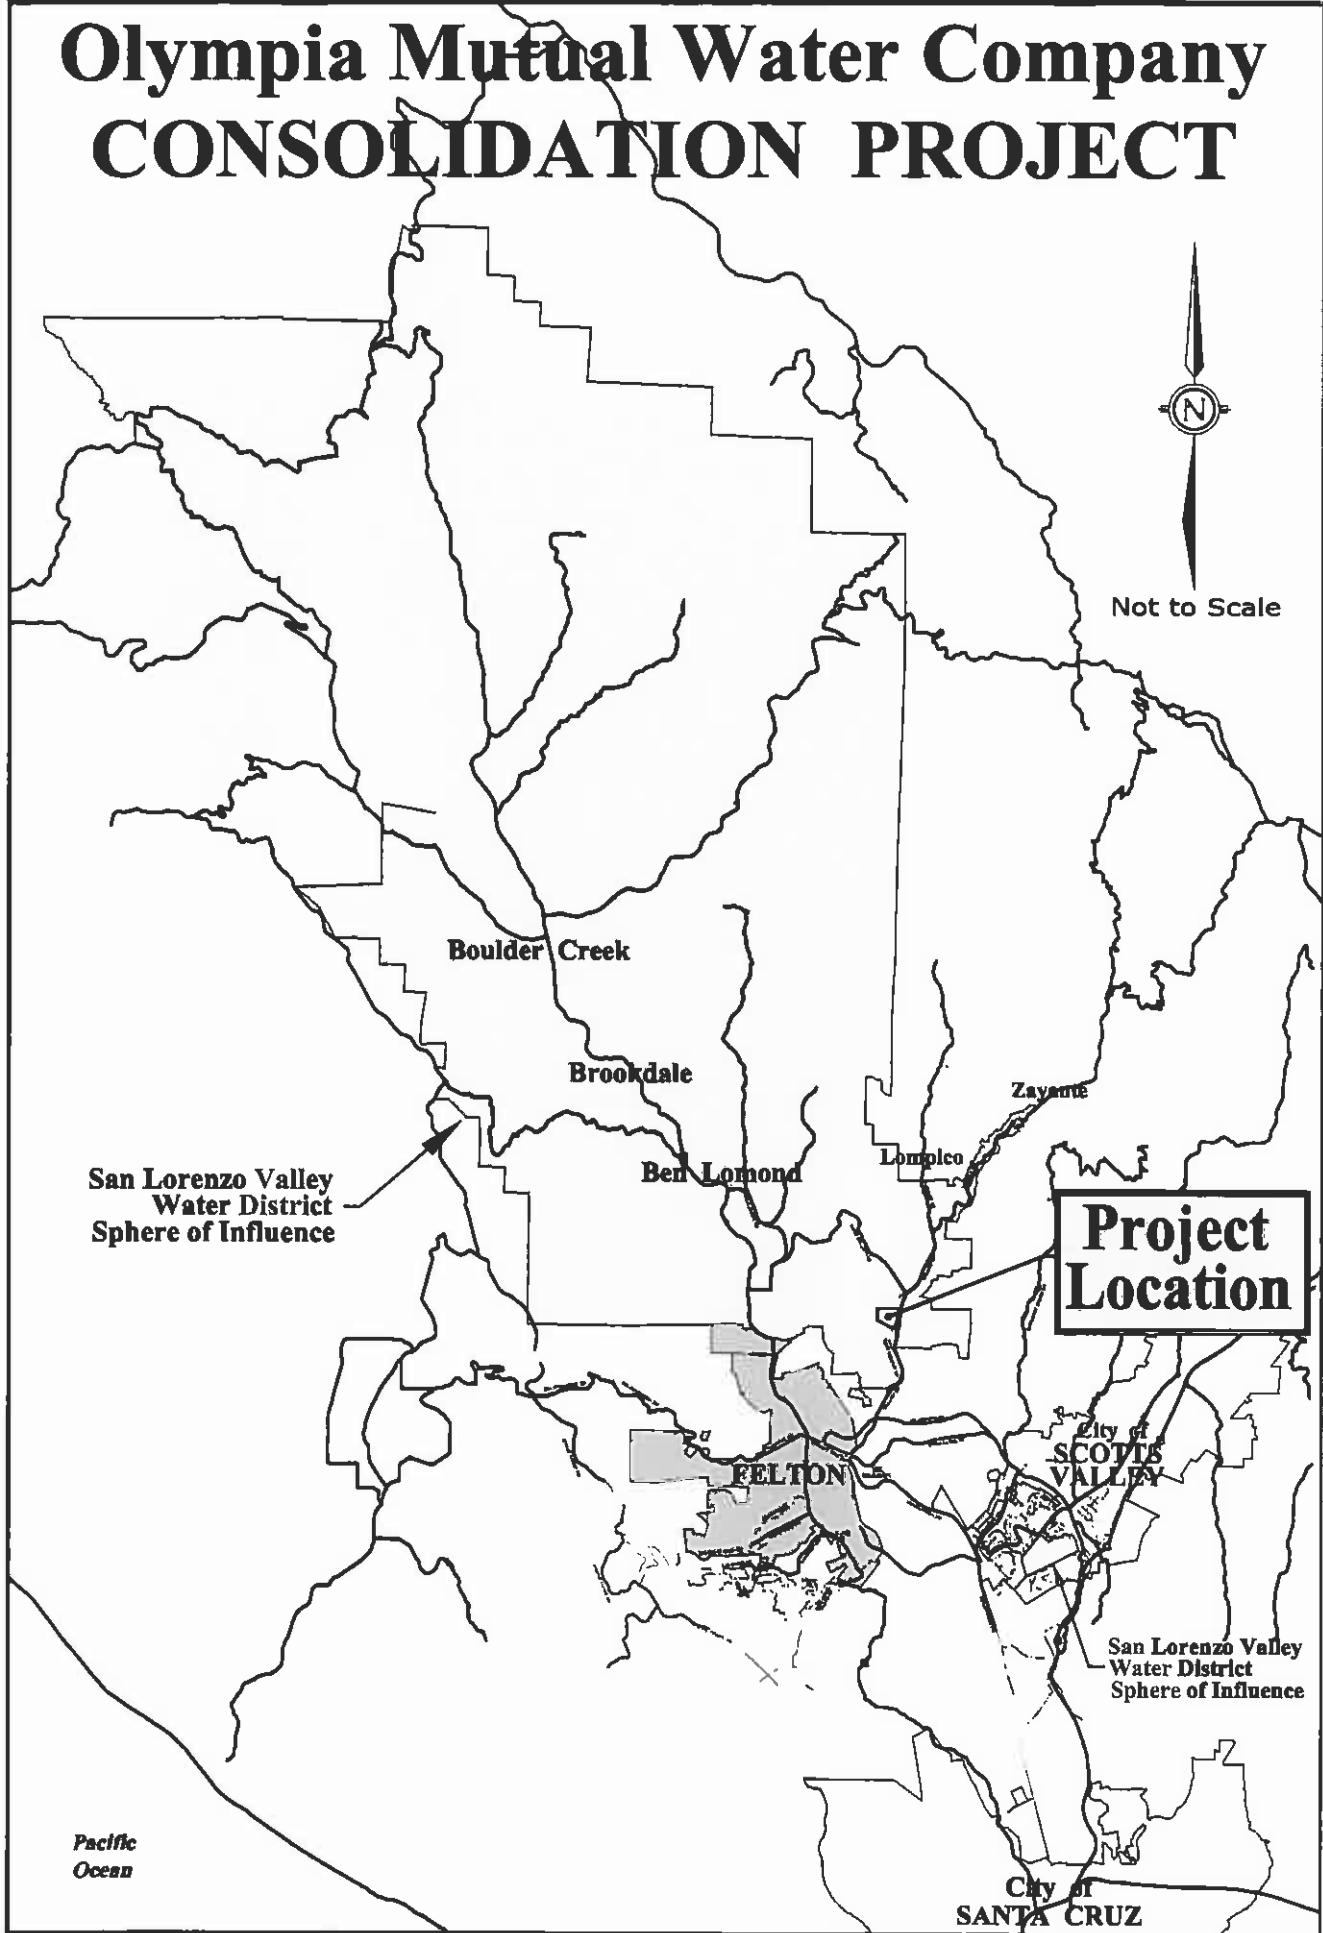 Olympia Mutual Water Company
CONSOLIDATION PROJECT
N
Not to Scale
Boulder Creek
Brookdale
Zayante
Lompico
Ben Lomond
San Lorenzo Valley
Water District
Sphere of Influence
Project
Location
City of
SCOTTS
VALLEY
FELTON
San Lorenzo Valley
Water District
Sphere of Influence
Pacific
Ocean
City of
SANTA CRUZ